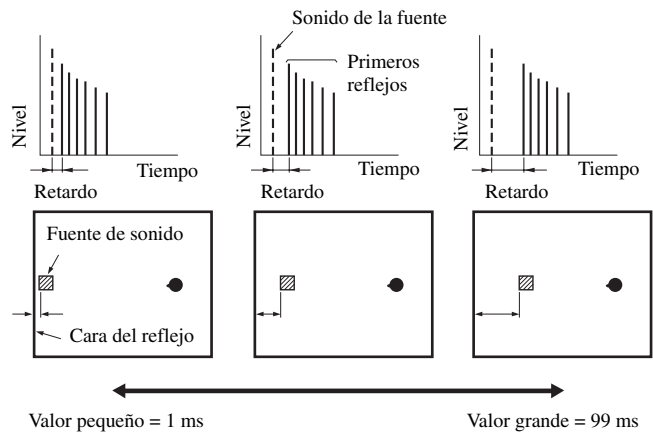 Sonido de la fuente
Primeros
reflejos
Nivel
Nivel
Nivel
Tiempo
Tiempo
Tiempo
Retardo
Retardo
Retardo
Fuente de sonido
Cara del reflejo
Valor pequeño = 1 ms
Valor grande = 99 ms